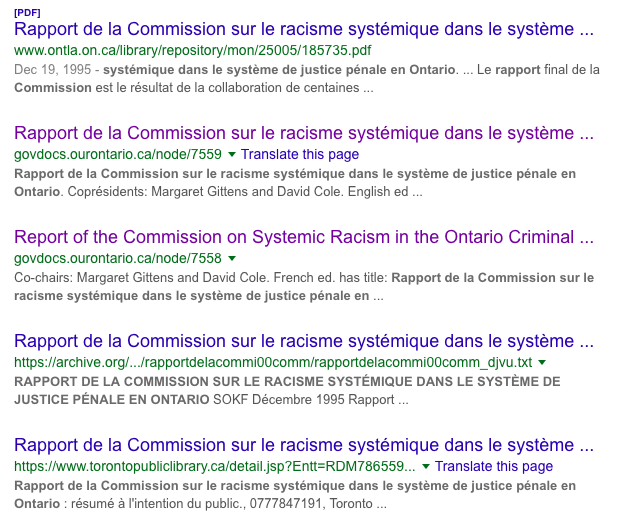 [PDF]
Rapport de la Commission sur le racisme systémique dans le système ...
www.ontla.on.ca/library/repository/mon/25005/185735.pdf
Dec 19, 1995 - systémique dans le système de justice pénale en Ontario. ... Le rapport final de la
Commission est le résultat de la collaboration de centaines ...
Rapport de la Commission sur le racisme systémique dans le système ...
govdocs.ourontario.ca/node/7559 Translate this page
Rapport de la Commission sur le racisme systémique dans le système de justice pénale en
Ontario. Coprésidents: Margaret Gittens and David Cole. English ed ...
Report of the Commission on Systemic Racism in the Ontario Criminal ...
govdocs.ourontario.ca/node/7558
Co-chairs: Margaret Gittens and David Cole. French ed. has title: Rapport de la Commission sur le
racisme systémique dans le système de justice pénale en ...
Rapport de la Commission sur le racisme systémique dans le système ...
https://archive.org/.../rapportdelacommi00comm/rapportdelacommi00comm_djvu.txt
RAPPORT DE LA COMMISSION SUR LE RACISME SYSTÉMIQUE DANS LE SYSTÈME DE
JUSTICE PÉNALE EN ONTARIO SOKF Décembre 1995 Rapport ...
Rapport de la Commission sur le racisme systémique dans le système ...
https://www.torontopubliclibrary.ca/detail.jsp?Entt=RDM786559... Translate this page
Rapport de la Commission sur le racisme systémique dans le système de justice pénale en
Ontario : résumé à l'intention du public., 0777847191, Toronto ...